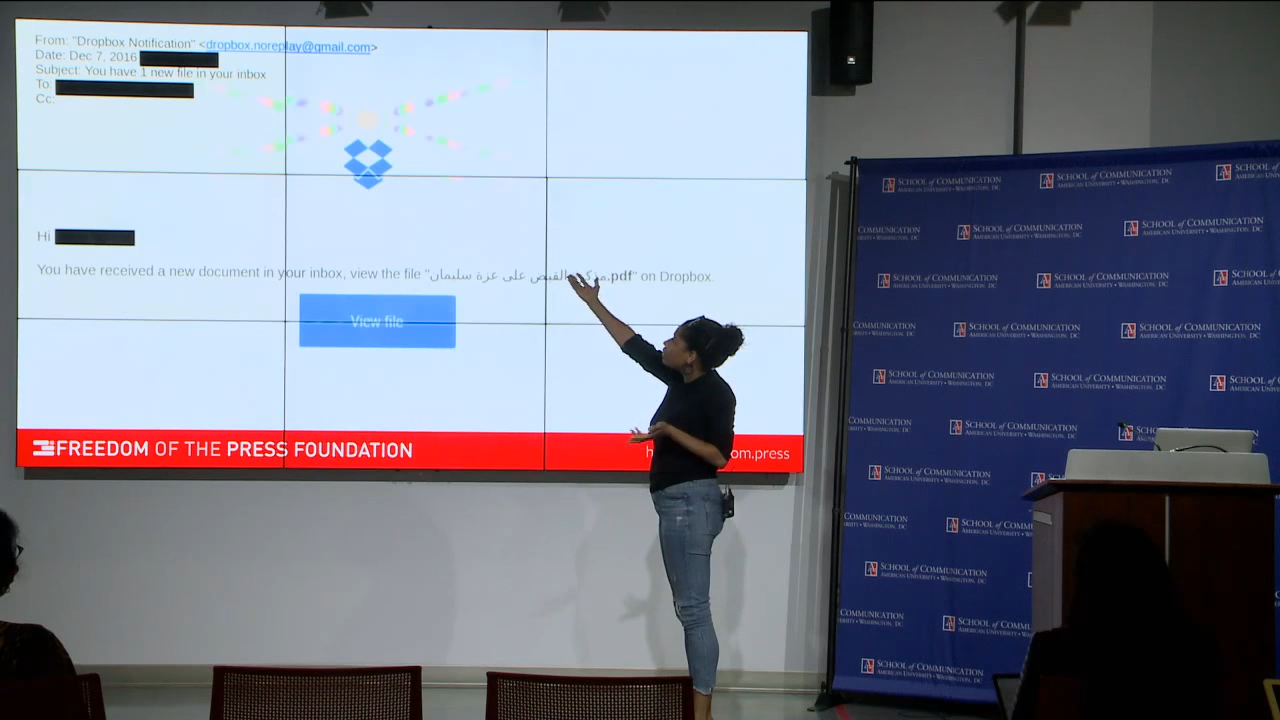 From: "Dropbox Notification" <dropbox.noreplay@gmail.com>
Date: Dec 7, 2016
Subject: You have 1 new file in your inbox
To:
Cc:
Hi
You have received a new document in your inbox, view the file "القبض على عزة سليمان.pdf" on Dropbox.
View file
FREEDOM OF THE PRESS FOUNDATION
om.press
SCHOOL of COMMUNICATION
AMERICAN UNIVERSITY • WASHINGTON, DC